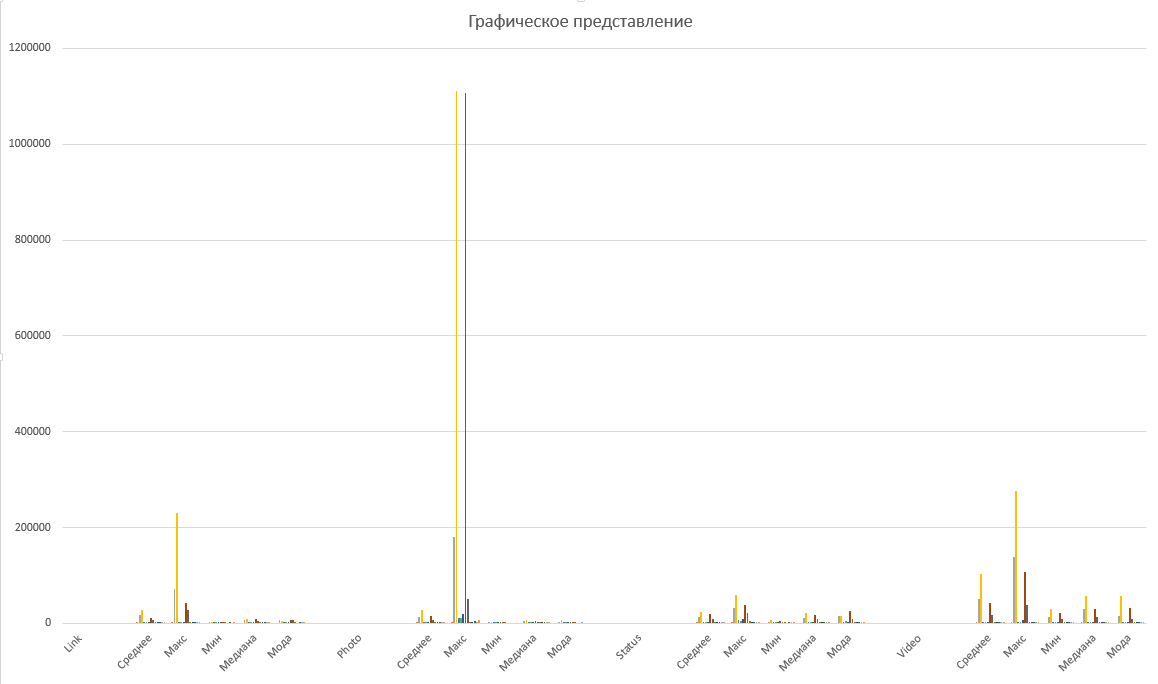 Графическое представление
1200000
1000000
800000
600000
400000
200000
0
Link
Среднее
Макс
Мин
Медиана
Мода
Photo
Среднее
Макс
Мин
Медиана
Мода
Status
Среднее
Макс
Мин
Медиана
Мода
Video
Среднее
Макс
Мин
Медиана
Мода